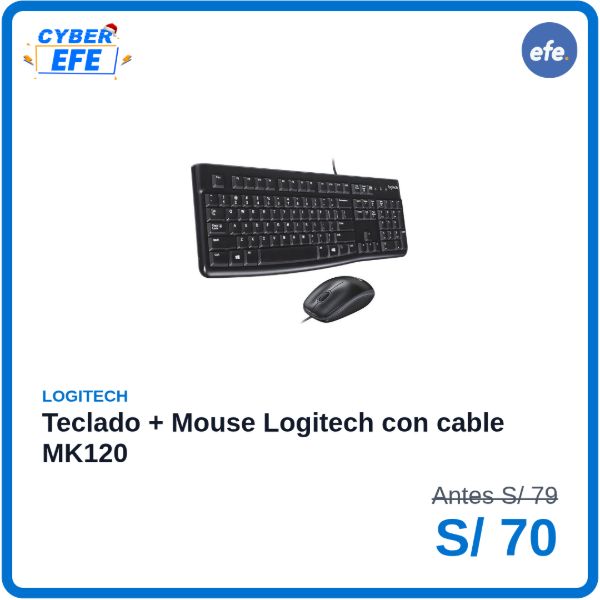 CYBER
EFE
efe.
LOGITECH
Teclado + Mouse Logitech con cable
MK120
Antes S/ 79
S/ 70